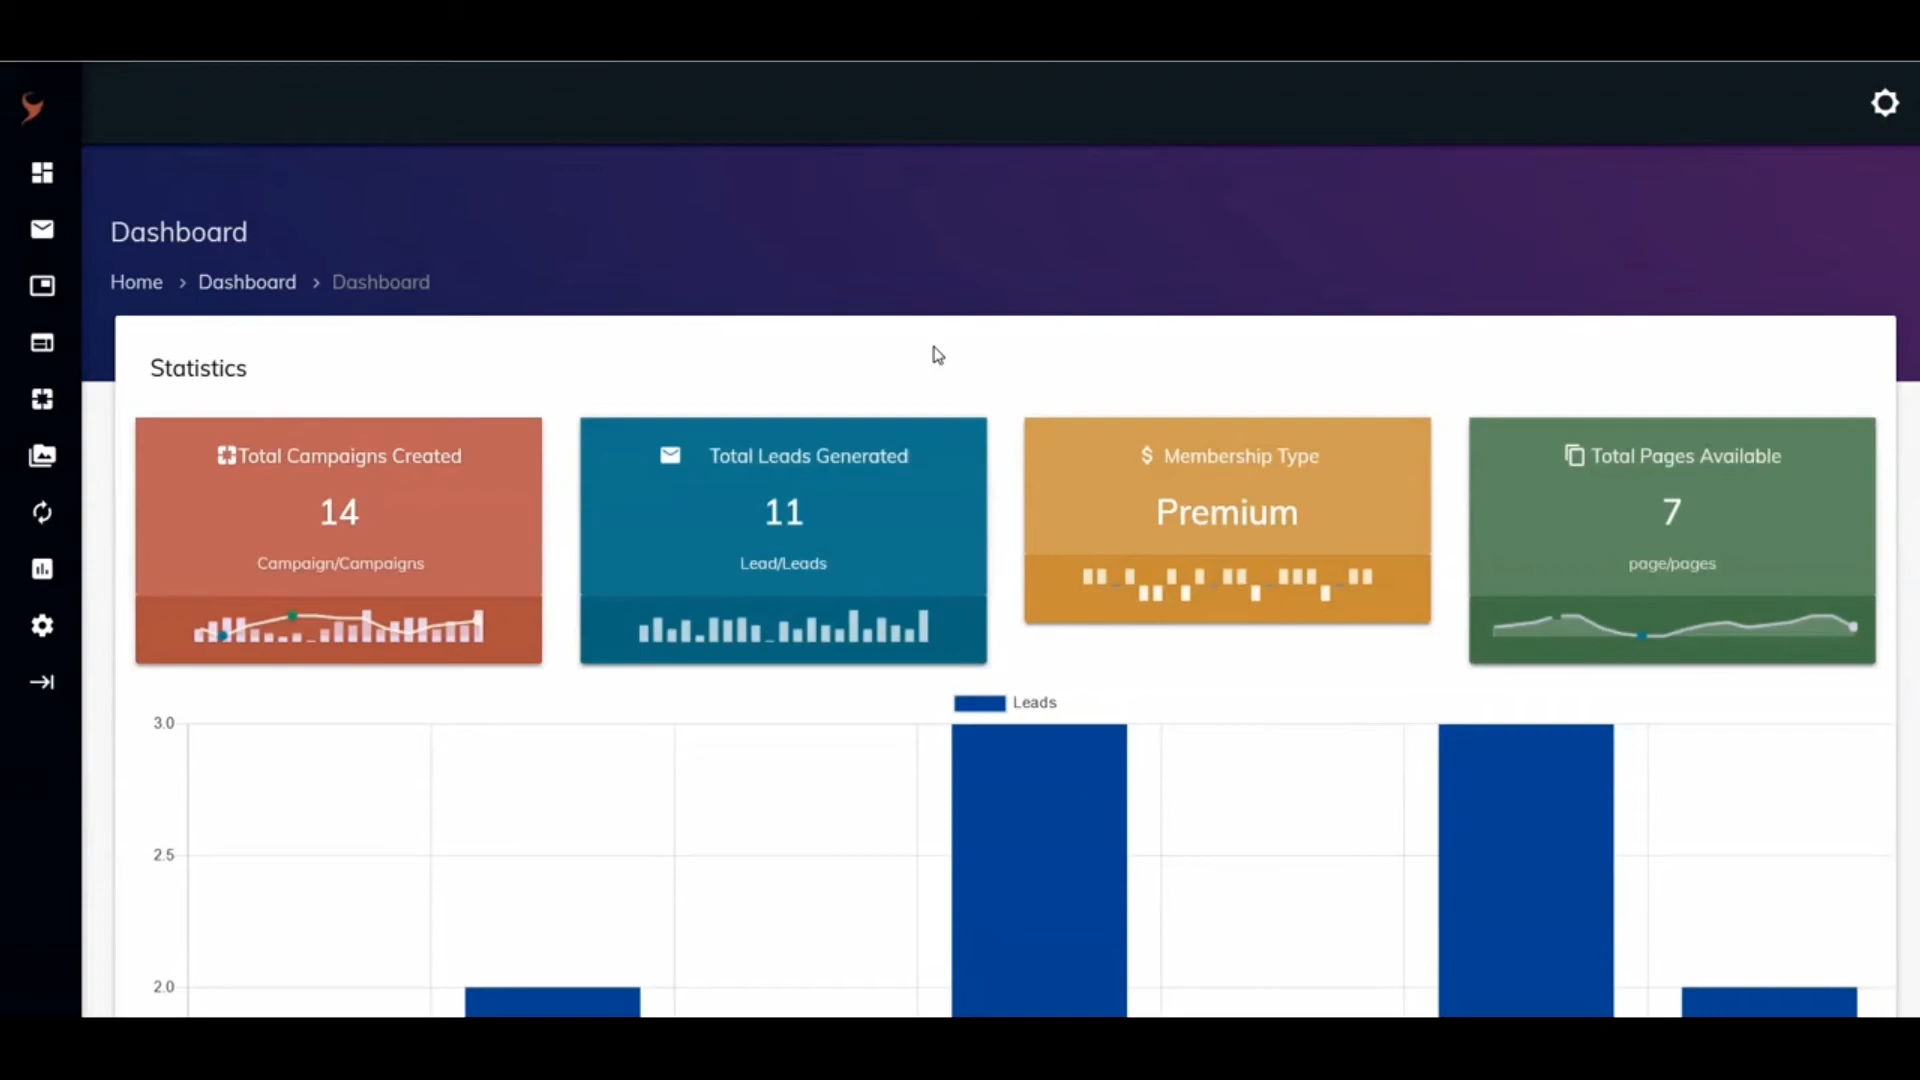 Dashboard
Home > Dashboard > Dashboard
Statistics
Total Campaigns Created
14
Campaign/Campaigns
Total Leads Generated
11
Lead/Leads
$ Membership Type
Premium
Total Pages Available
7
page/pages
Leads
3.0
2.5
2.0